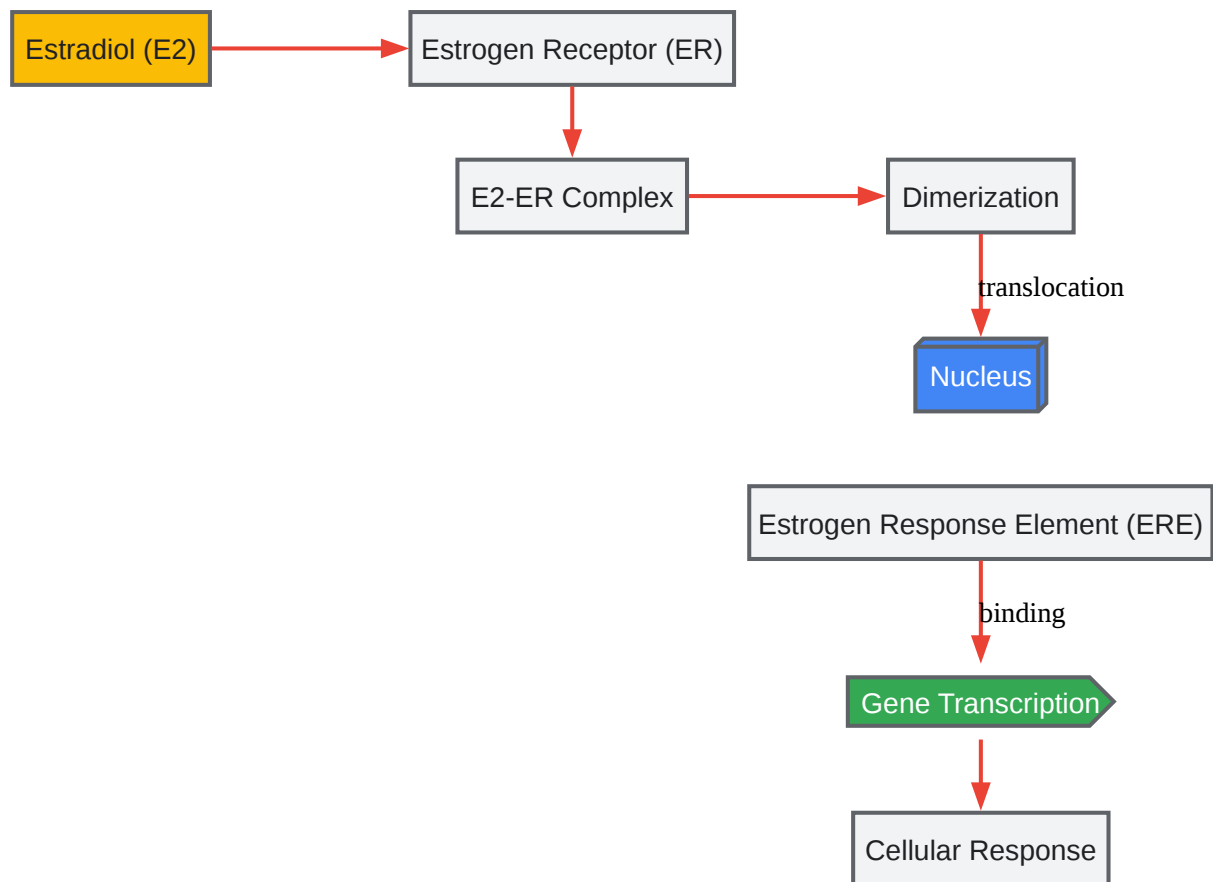 Estradiol (E2)
Estrogen Receptor (ER)
E2-ER Complex
Dimerization
translocation
Nucleus
Estrogen Response Element (ERE)
binding
Gene Transcription
Cellular Response